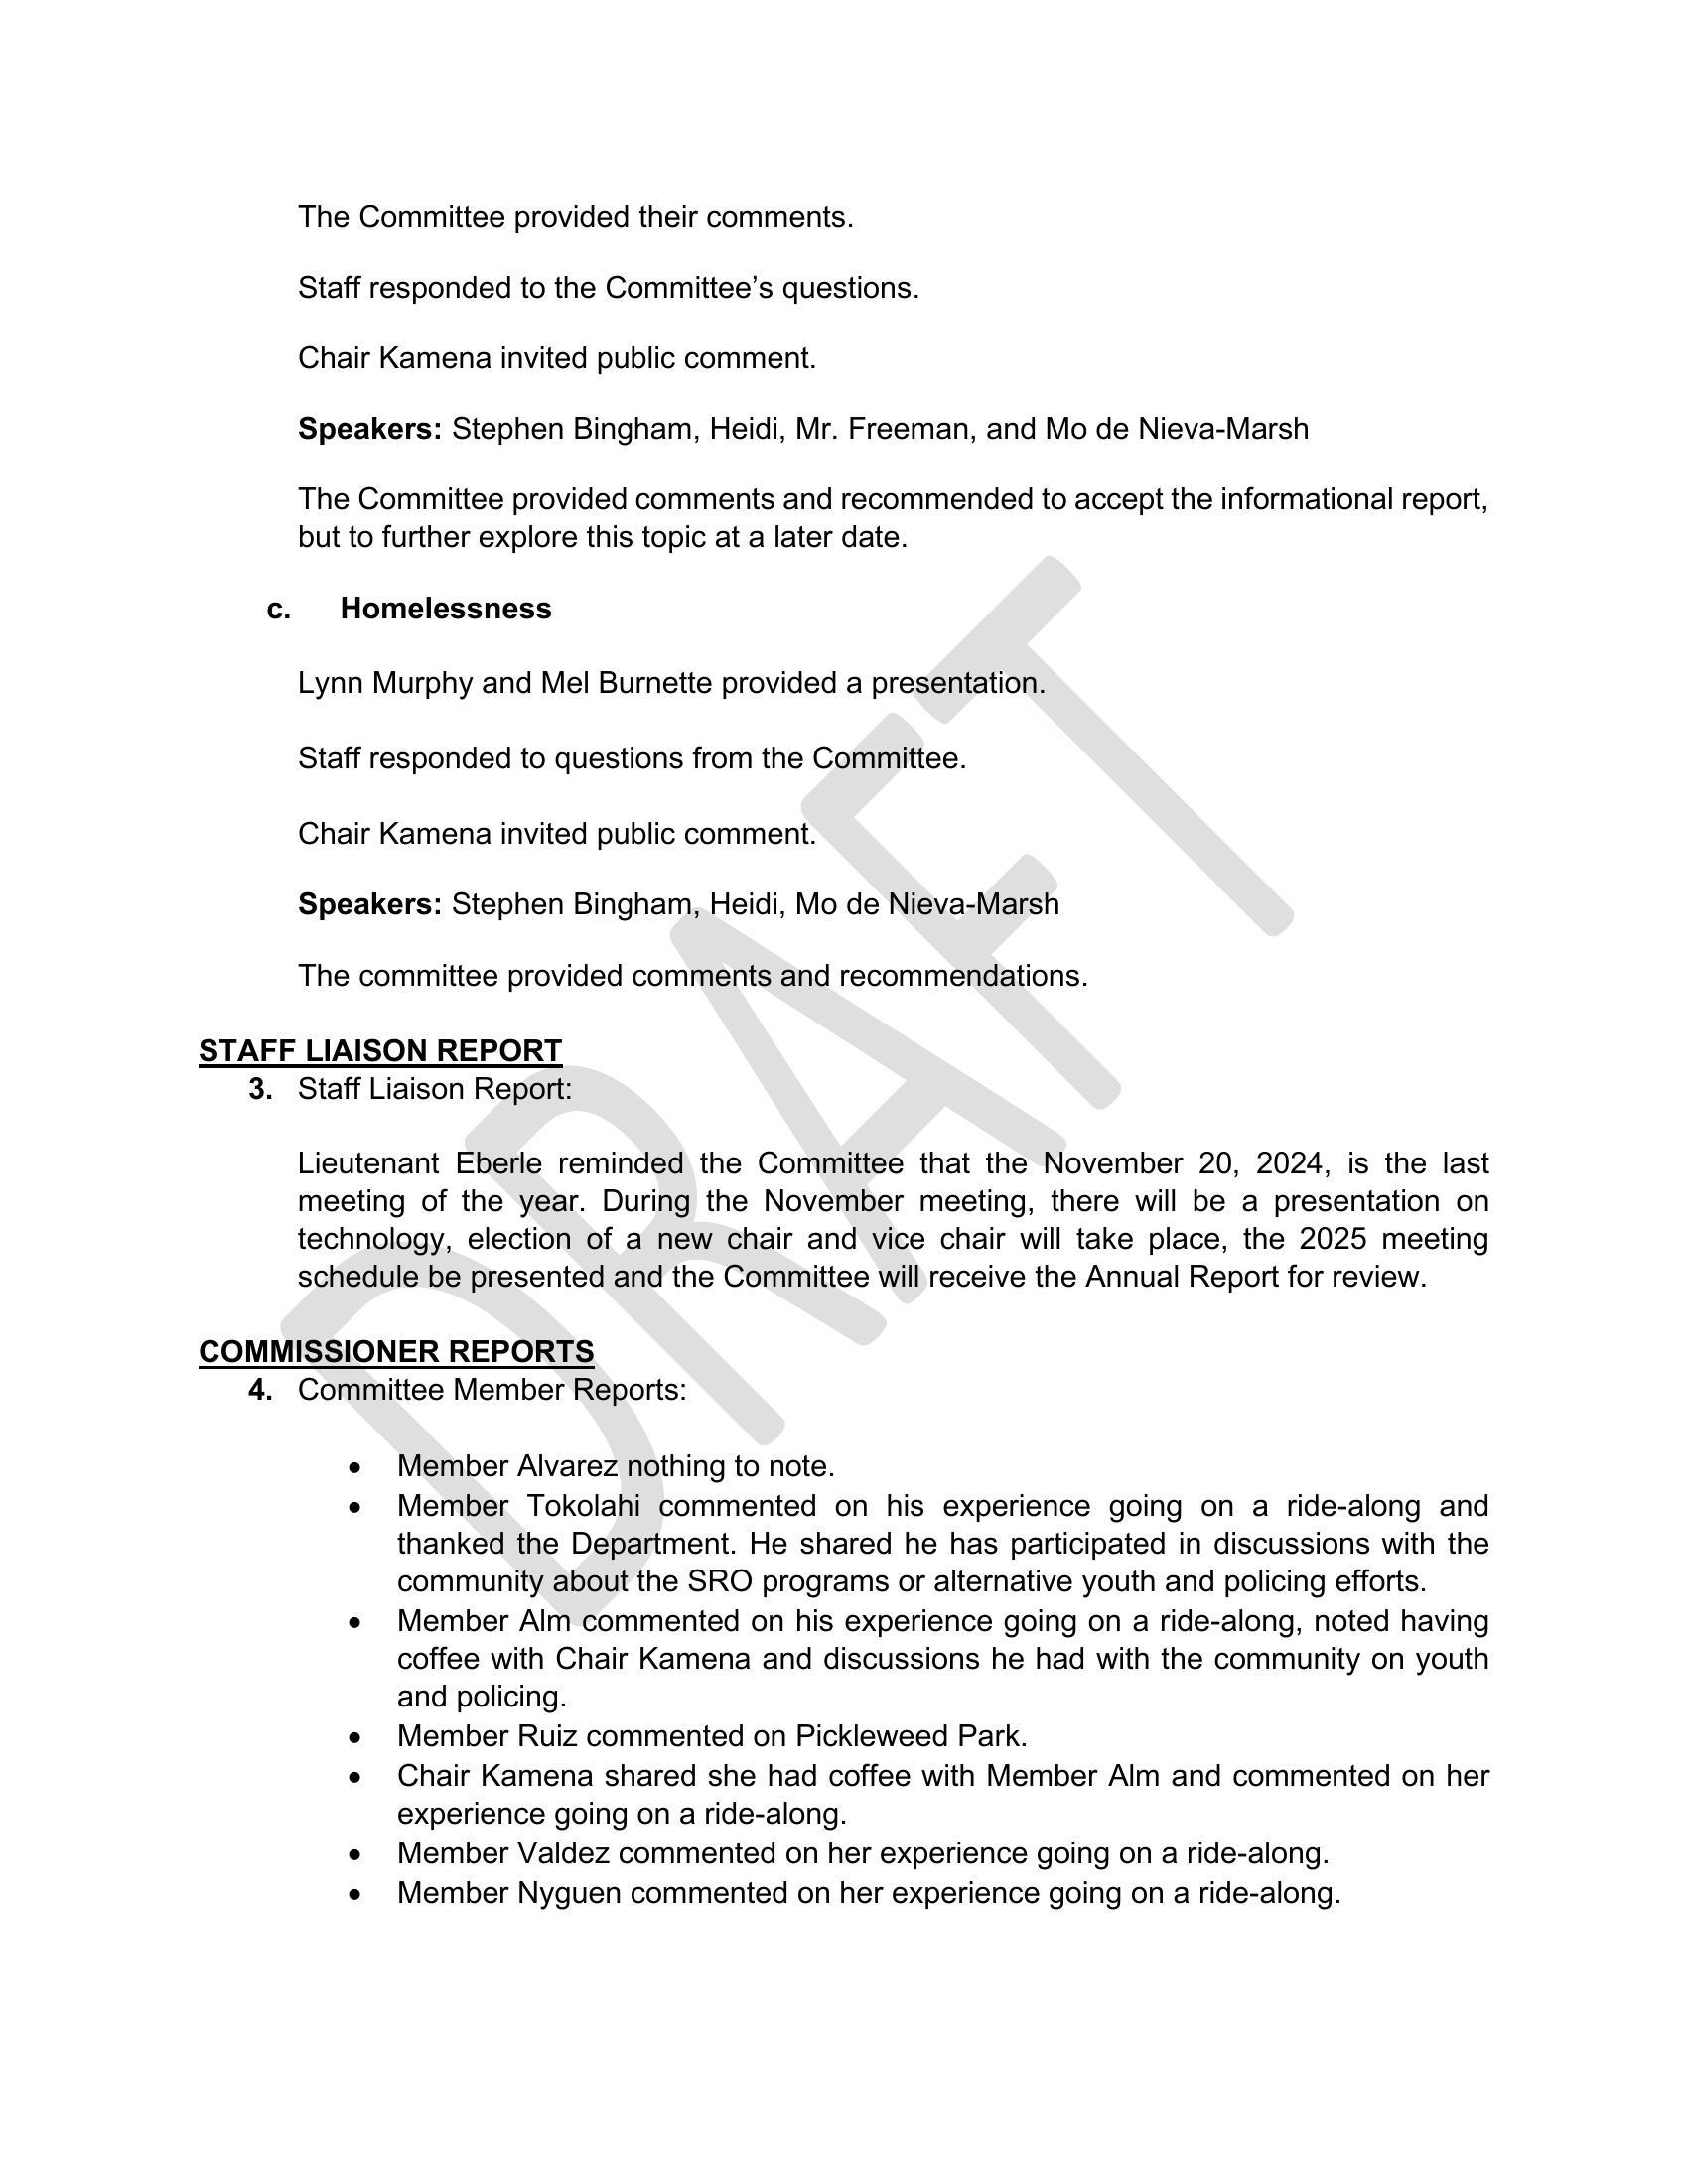 The Committee provided their comments.
Staff responded to the Committee’s questions.
Chair Kamena invited public comment.
Speakers: Stephen Bingham, Heidi, Mr. Freeman, and Mo de Nieva-Marsh
The Committee provided comments and recommended to accept the informational report,
but to further explore this topic at a later date.
c. Homelessness
Lynn Murphy and Mel Burnette provided a presentation.
Staff responded to questions from the Committee.
Chair Kamena invited public comment.
Speakers: Stephen Bingham, Heidi, Mo de Nieva-Marsh
The committee provided comments and recommendations.
STAFF LIAISON REPORT
3. Staff Liaison Report:
Lieutenant Eberle reminded the Committee that the November 20, 2024, is the last
meeting of the year. During the November meeting, there will be a presentation on
technology, election of a new chair and vice chair will take place, the 2025 meeting
schedule be presented and the Committee will receive the Annual Report for review.
COMMISSIONER REPORTS
4. Committee Member Reports:
• Member Alvarez nothing to note.
• Member Tokolahi commented on his experience going on a ride-along and
thanked the Department. He shared he has participated in discussions with the
community about the SRO programs or alternative youth and policing efforts.
• Member Alm commented on his experience going on a ride-along, noted having
coffee with Chair Kamena and discussions he had with the community on youth
and policing.
• Member Ruiz commented on Pickleweed Park.
• Chair Kamena shared she had coffee with Member Alm and commented on her
experience going on a ride-along.
• Member Valdez commented on her experience going on a ride-along.
• Member Nyguen commented on her experience going on a ride-along.
DRAFT